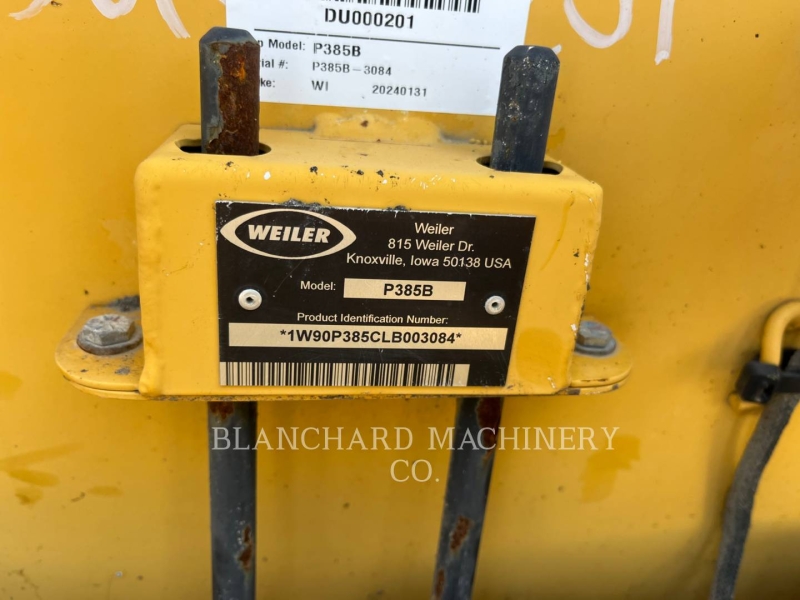 DU000201
Model: P385B
#: P385B-3084
WI 20240131
WEILER
Weiler
815 Weiler Dr.
Knoxville, Iowa 50138 USA
Model: P385B
Product Identification Number:
*1W90P385CLB003084*
BLANCHARD MACHINERY
CO.